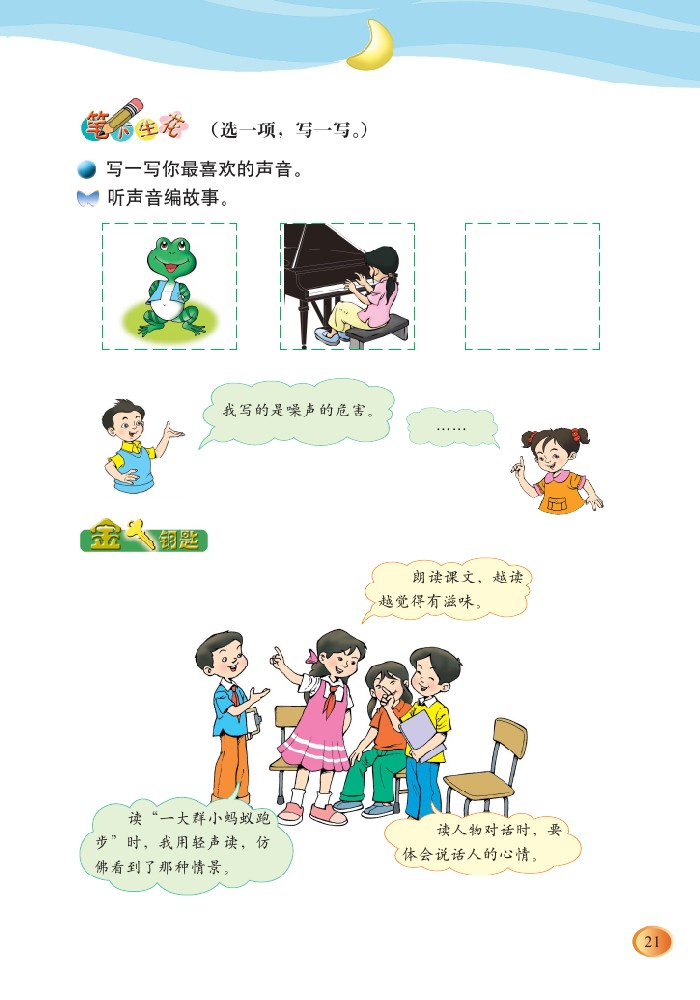 笔下生花 （选一项，写一写。）
写一写你最喜欢的声音。
听声音编故事。
我写的是噪声的危害。
……
金钥匙
朗读课文，越读
越觉得有滋味。
读“一大群小蚂蚁跑
步”时，我用轻声读，仿
佛看到了那种情景。
读人物对话时，要
体会说话人的心情。
21